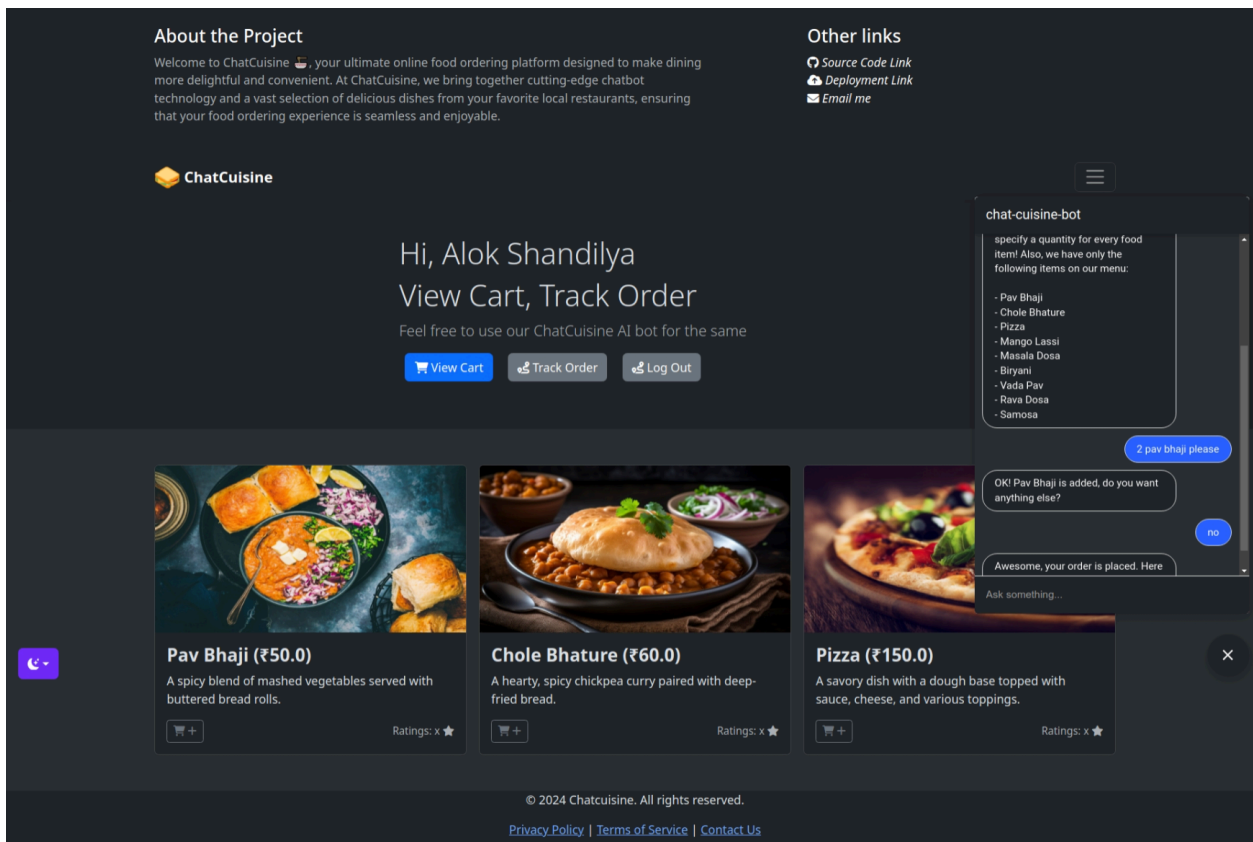 About the Project
Welcome to ChatCuisine 🍜, your ultimate online food ordering platform designed to make dining
more delightful and convenient. At ChatCuisine, we bring together cutting-edge chatbot
technology and a vast selection of delicious dishes from your favorite local restaurants, ensuring
that your food ordering experience is seamless and enjoyable.
Other links
Source Code Link
Deployment Link
Email me
ChatCuisine
Hi, Alok Shandilya
View Cart, Track Order
Feel free to use our ChatCuisine AI bot for the same
View Cart
Track Order
Log Out
chat-cuisine-bot
specify a quantity for every food
item! Also, we have only the
following items on our menu:
- Pav Bhaji
- Chole Bhature
- Pizza
- Mango Lassi
- Masala Dosa
- Biryani
- Vada Pav
- Rava Dosa
- Samosa
2 pav bhaji please
OK! Pav Bhaji is added, do you want
anything else?
no
Awesome, your order is placed. Here
Ask something...
Pav Bhaji (₹50.0)
A spicy blend of mashed vegetables served with
buttered bread rolls.
Ratings: x
Chole Bhature (₹60.0)
A hearty, spicy chickpea curry paired with deep-
fried bread.
Ratings: x
Pizza (₹150.0)
A savory dish with a dough base topped with
sauce, cheese, and various toppings.
Ratings: x
© 2024 Chatcuisine. All rights reserved.
Privacy Policy | Terms of Service | Contact Us